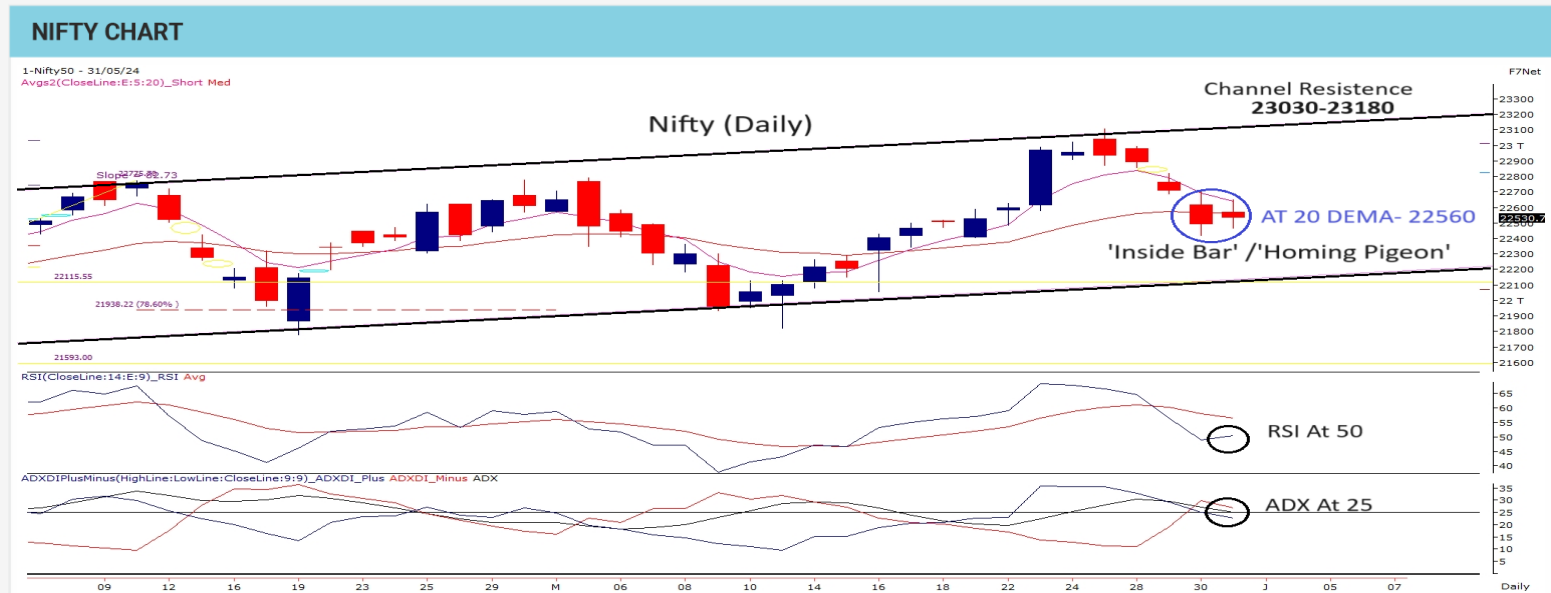 NIFTY CHART
1-Nifty50 - 31/05/24
F7Net
Avgs2(CloseLine:E:5:20)_Short Med
Channel Resistence
23030-23180
Nifty (Daily)
23300
23200
23100
23 T
22900
22800
22700
22600
22530.7
22400
22300
22200
22100
22 T
21900
21800
21700
21600
22775.80
AT 20 DEMA- 22560
'Inside Bar' /'Homing Pigeon'
22115.55
21938.22 (78.60% )
21593.00
RSI(CloseLine:14:E:9)_RSI Avg
65
60
55
50
45
40
RSI At 50
ADXDIPlusMinus(HighLine:LowLine:CloseLine:9:9)_ADXDI_Plus ADXDI_Minus ADX
35
30
25
20
15
10
5
ADX At 25
09 12 16 19 23 25 29 M 06 08 10 14 16 18 22 24 28 30 J 05 07 Daily